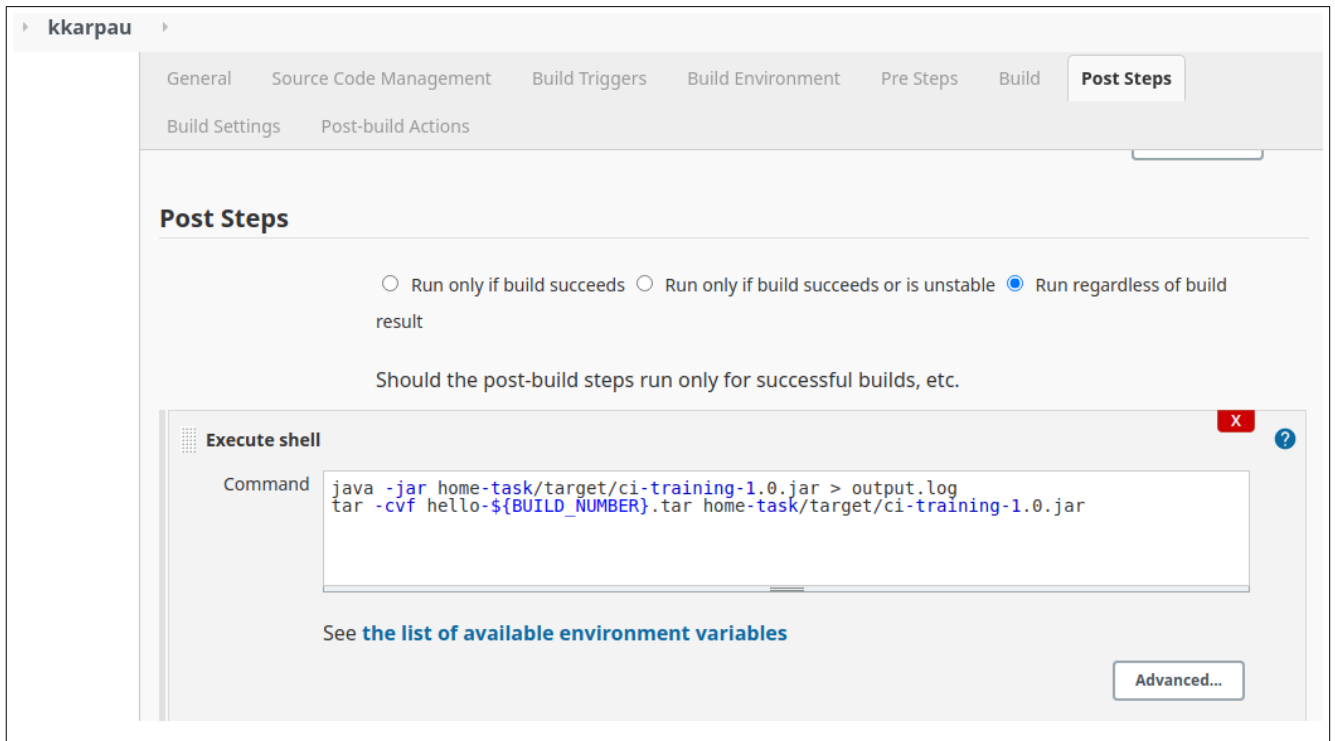 kkarpau
General Source Code Management Build Triggers Build Environment Pre Steps Build Post Steps
Build Settings Post-build Actions
Post Steps
Run only if build succeeds Run only if build succeeds or is unstable Run regardless of build
result
Should the post-build steps run only for successful builds, etc.
X
Execute shell ?
Command java -jar home-task/target/ci-training-1.0.jar > output.log
tar -cvf hello-${BUILD_NUMBER}.tar home-task/target/ci-training-1.0.jar
See the list of available environment variables
Advanced...